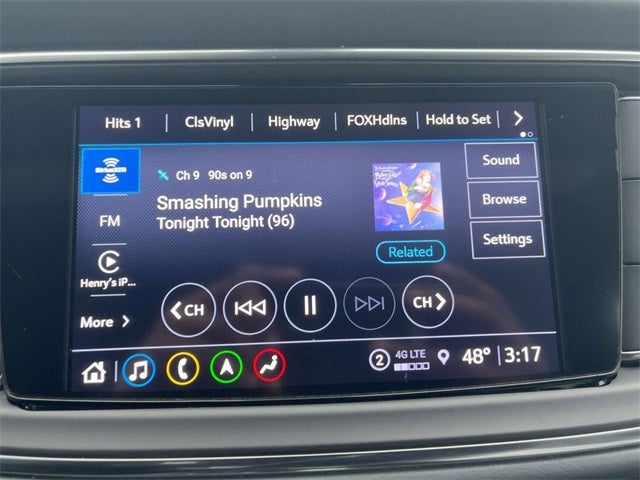 Hits 1 ClsVinyl Highway FOXHdlns Hold to Set
SiriusXM
Ch 9 90s on 9
Smashing Pumpkins
Tonight Tonight (96)
Related
Sound
Browse
Settings
FM
Henry's iP...
More
CH
CH
2 4G LTE 48° 3:17